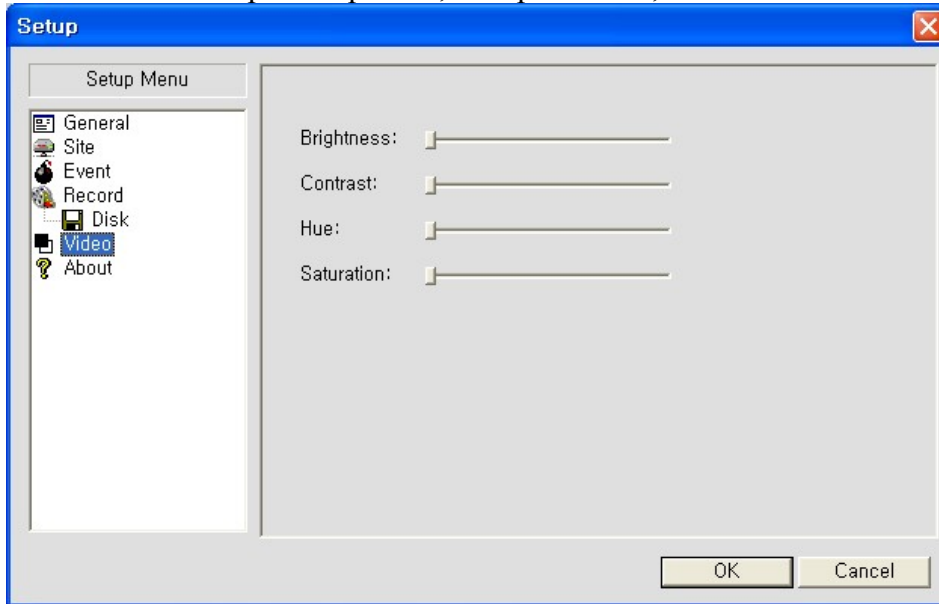 Setup
Setup Menu
General
Site
Event
Record
Disk
Video
About
Brightness:
Contrast:
Hue:
Saturation:
OK
Cancel